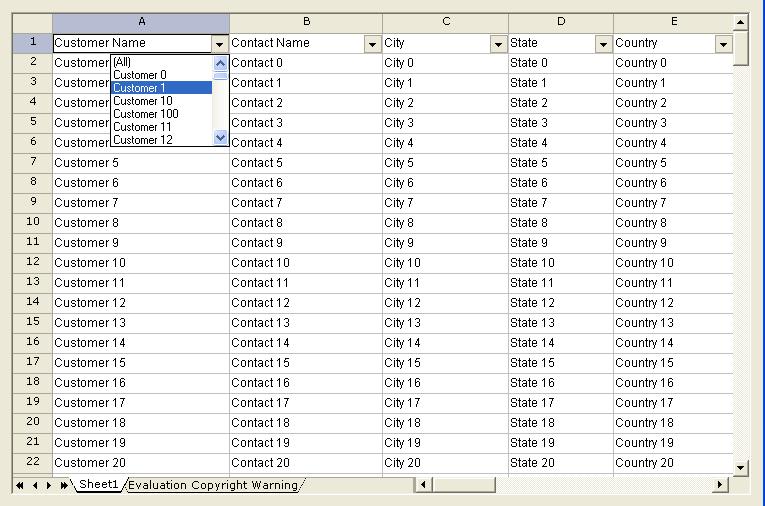 A B C D E
1 Customer Name Contact Name City State Country
2 Customer Contact 0 City 0 State 0 Country 0
(All)
Customer 0
Customer 1
Customer 10
Customer 100
Customer 11
Customer 12
3 Customer Contact 1 City 1 State 1 Country 1
4 Customer Contact 2 City 2 State 2 Country 2
5 Customer Contact 3 City 3 State 3 Country 3
6 Customer Contact 4 City 4 State 4 Country 4
7 Customer 5 Contact 5 City 5 State 5 Country 5
8 Customer 6 Contact 6 City 6 State 6 Country 6
9 Customer 7 Contact 7 City 7 State 7 Country 7
10 Customer 8 Contact 8 City 8 State 8 Country 8
11 Customer 9 Contact 9 City 9 State 9 Country 9
12 Customer 10 Contact 10 City 10 State 10 Country 10
13 Customer 11 Contact 11 City 11 State 11 Country 11
14 Customer 12 Contact 12 City 12 State 12 Country 12
15 Customer 13 Contact 13 City 13 State 13 Country 13
16 Customer 14 Contact 14 City 14 State 14 Country 14
17 Customer 15 Contact 15 City 15 State 15 Country 15
18 Customer 16 Contact 16 City 16 State 16 Country 16
19 Customer 17 Contact 17 City 17 State 17 Country 17
20 Customer 18 Contact 18 City 18 State 18 Country 18
21 Customer 19 Contact 19 City 19 State 19 Country 19
22 Customer 20 Contact 20 City 20 State 20 Country 20
Sheet1 Evaluation Copyright Warning